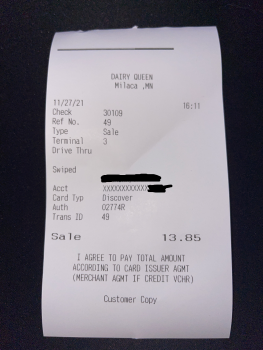 DAIRY QUEEN
Milaca ,MN
11/27/21 16:11
Check 30109
Ref No. 49
Type Sale
Terminal 3
Drive Thru
Swiped
Acct XXXXXXXXXXXX
Card Typ Discover
Auth 02774R
Trans ID 49
Sale 13.85
I AGREE TO PAY TOTAL AMOUNT
ACCORDING TO CARD ISSUER AGMT
(MERCHANT AGMT IF CREDIT VCHR)
Customer Copy